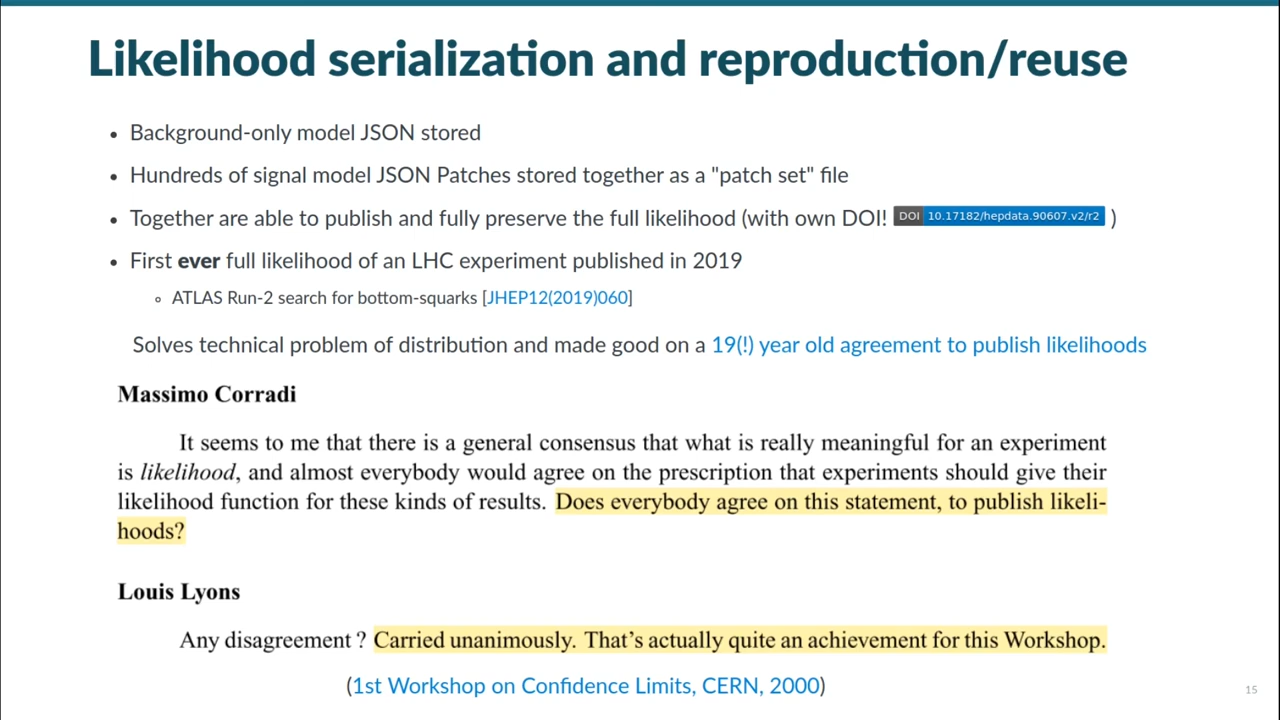 Likelihood serialization and reproduction/reuse
• Background-only model JSON stored
• Hundreds of signal model JSON Patches stored together as a "patch set" file
• Together are able to publish and fully preserve the full likelihood (with own DOI! DOI 10.17182/hepdata.90607.v2/r2 )
• First ever full likelihood of an LHC experiment published in 2019
◦ ATLAS Run-2 search for bottom-squarks [JHEP12(2019)060]
Solves technical problem of distribution and made good on a 19(!) year old agreement to publish likelihoods
Massimo Corradi
It seems to me that there is a general consensus that what is really meaningful for an experiment
is likelihood, and almost everybody would agree on the prescription that experiments should give their
likelihood function for these kinds of results. Does everybody agree on this statement, to publish likeli-
hoods?
Louis Lyons
Any disagreement ? Carried unanimously. That's actually quite an achievement for this Workshop.
(1st Workshop on Confidence Limits, CERN, 2000)
15